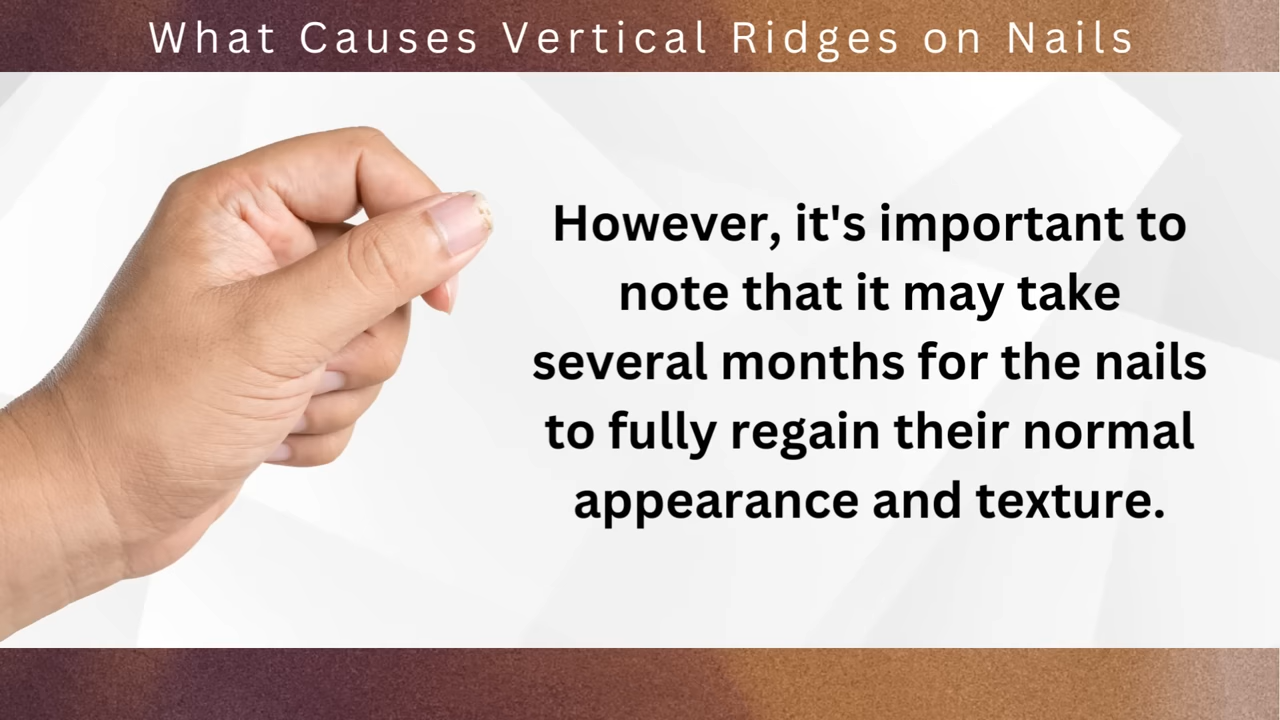 What Causes Vertical Ridges on Nails
However, it's important to
note that it may take
several months for the nails
to fully regain their normal
appearance and texture.